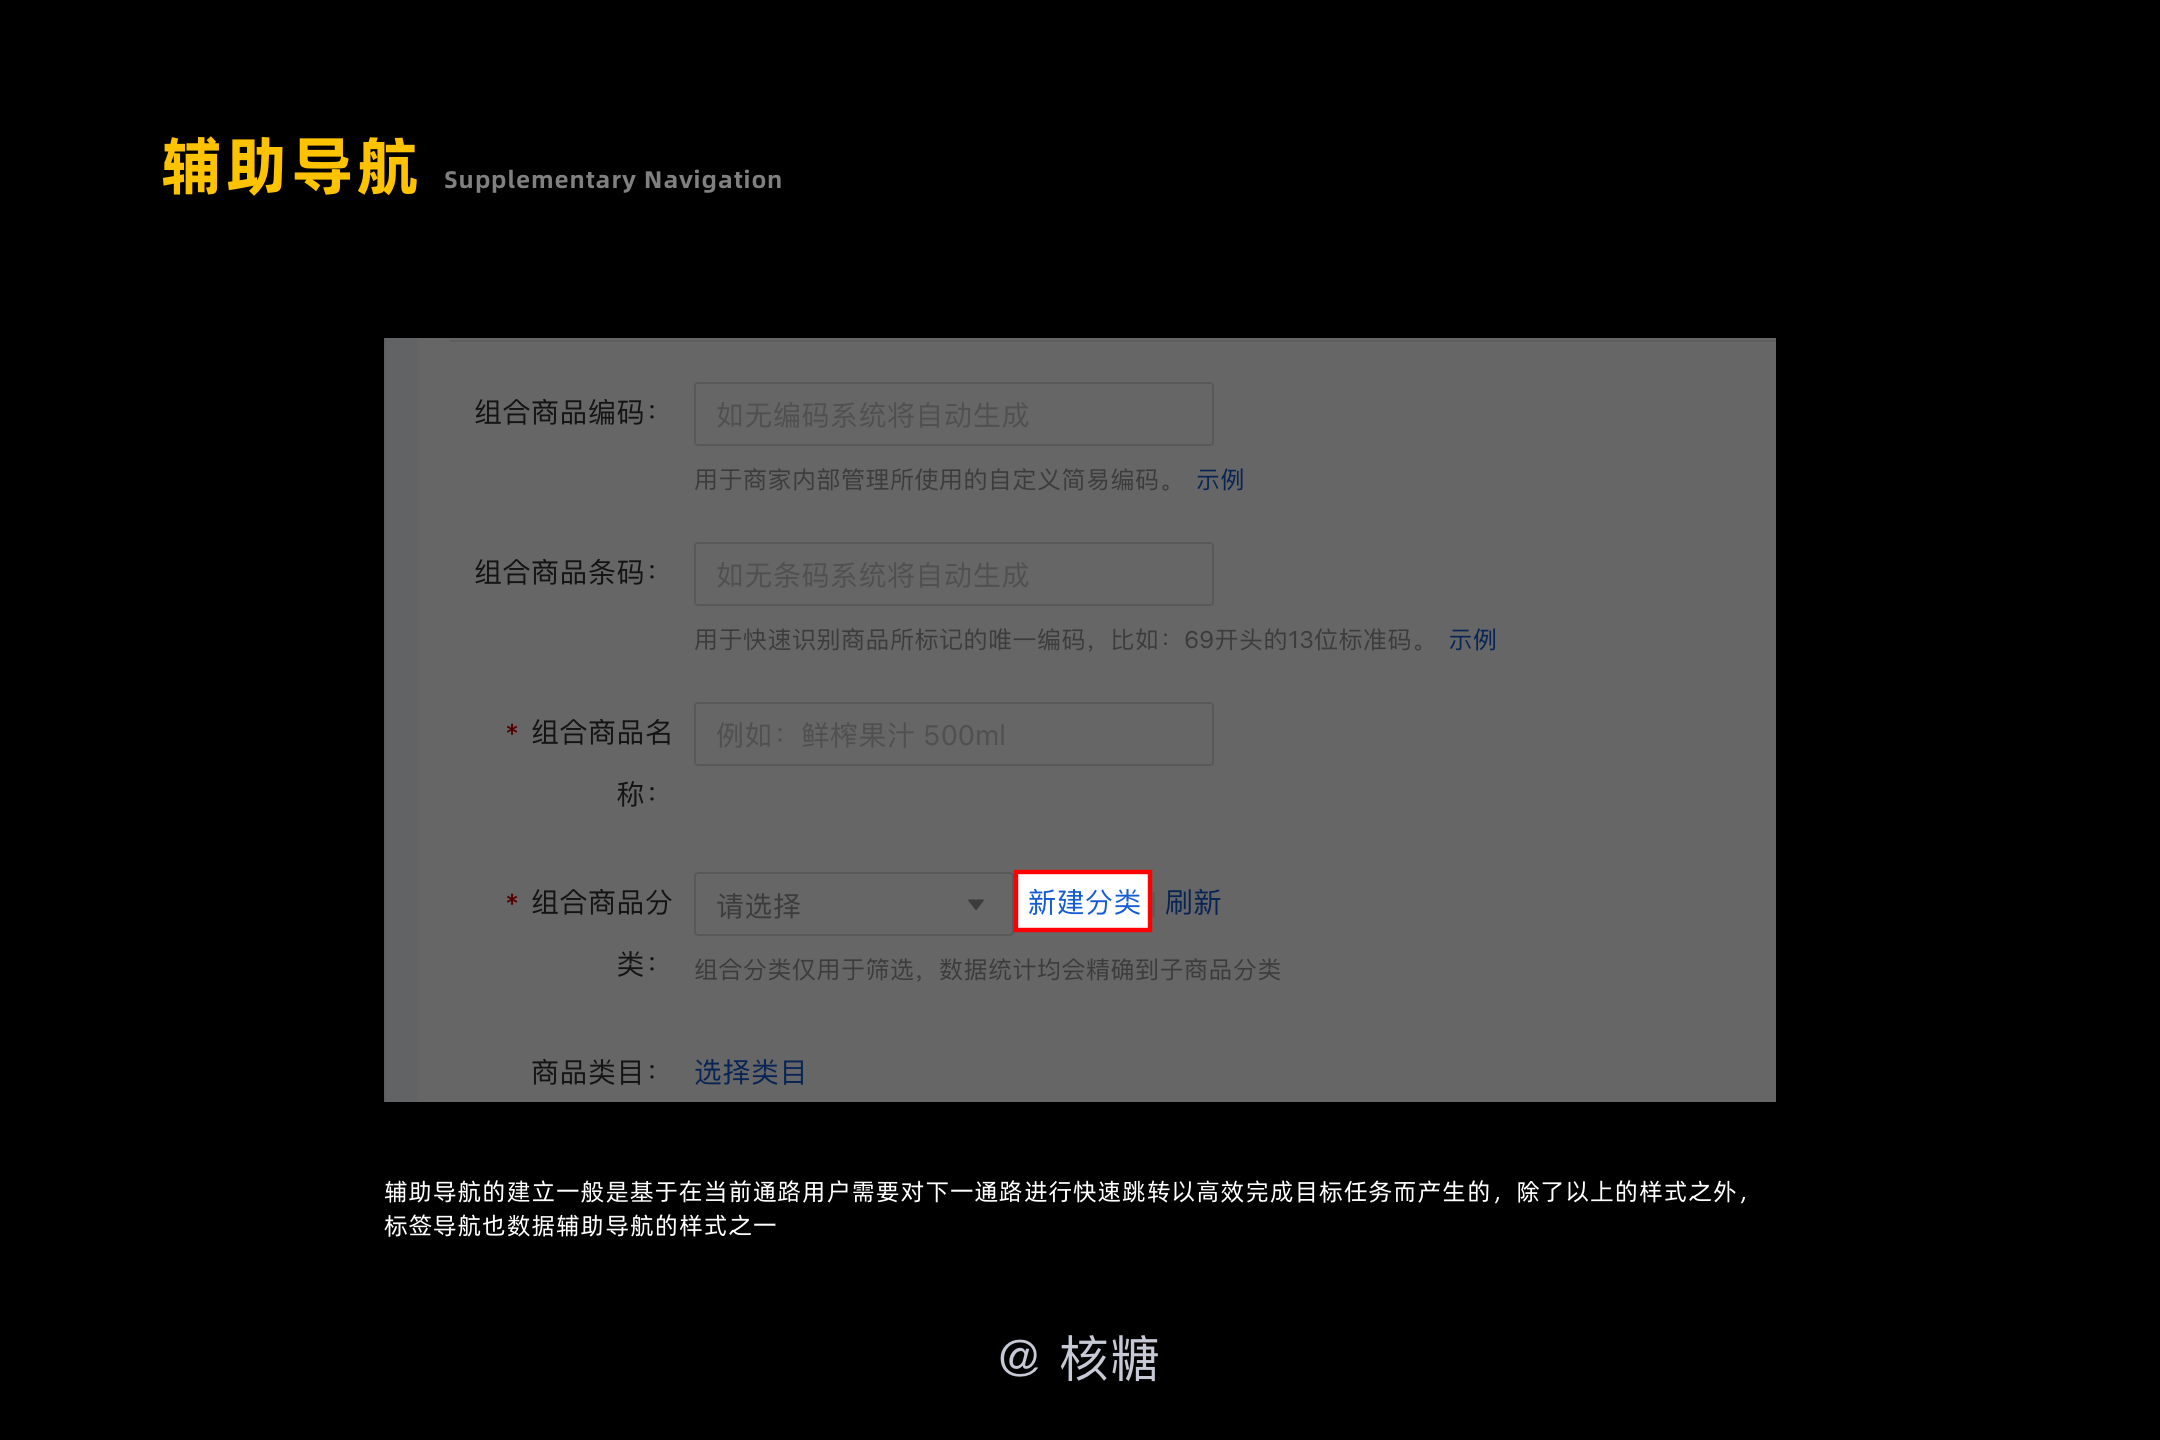 辅助导航 Supplementary Navigation
组合商品编码： 如无编码系统将自动生成
用于商家内部管理所使用的自定义简易编码。 示例
组合商品条码： 如无条码系统将自动生成
用于快速识别商品所标记的唯一编码，比如：69开头的13位标准码。 示例
* 组合商品名 例如：鲜榨果汁 500ml
称：
* 组合商品分 请选择 新建分类 刷新
类： 组合分类仅用于筛选，数据统计均会精确到子商品分类
商品类目： 选择类目
辅助导航的建立一般是基于在当前通路用户需要对下一通路进行快速跳转以高效完成目标任务而产生的，除了以上的样式之外，
标签导航也数据辅助导航的样式之一
@ 核糖